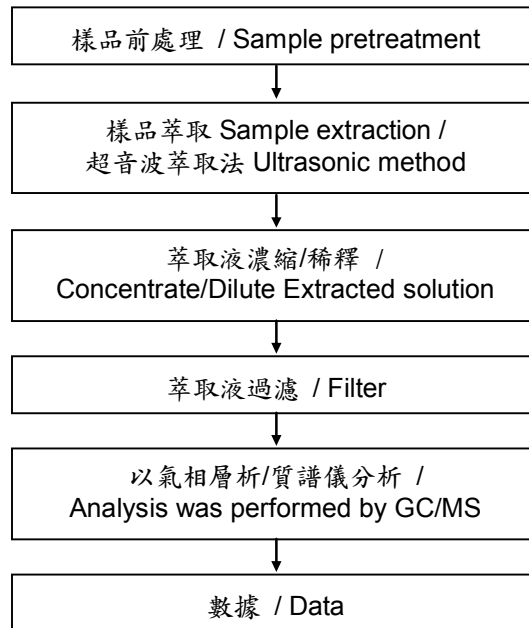 樣品前處理 / Sample pretreatment
樣品萃取 Sample extraction /
超音波萃取法 Ultrasonic method
萃取液濃縮/稀釋 /
Concentrate/Dilute Extracted solution
萃取液過濾 / Filter
以氣相層析/質譜儀分析 /
Analysis was performed by GC/MS
數據 / Data